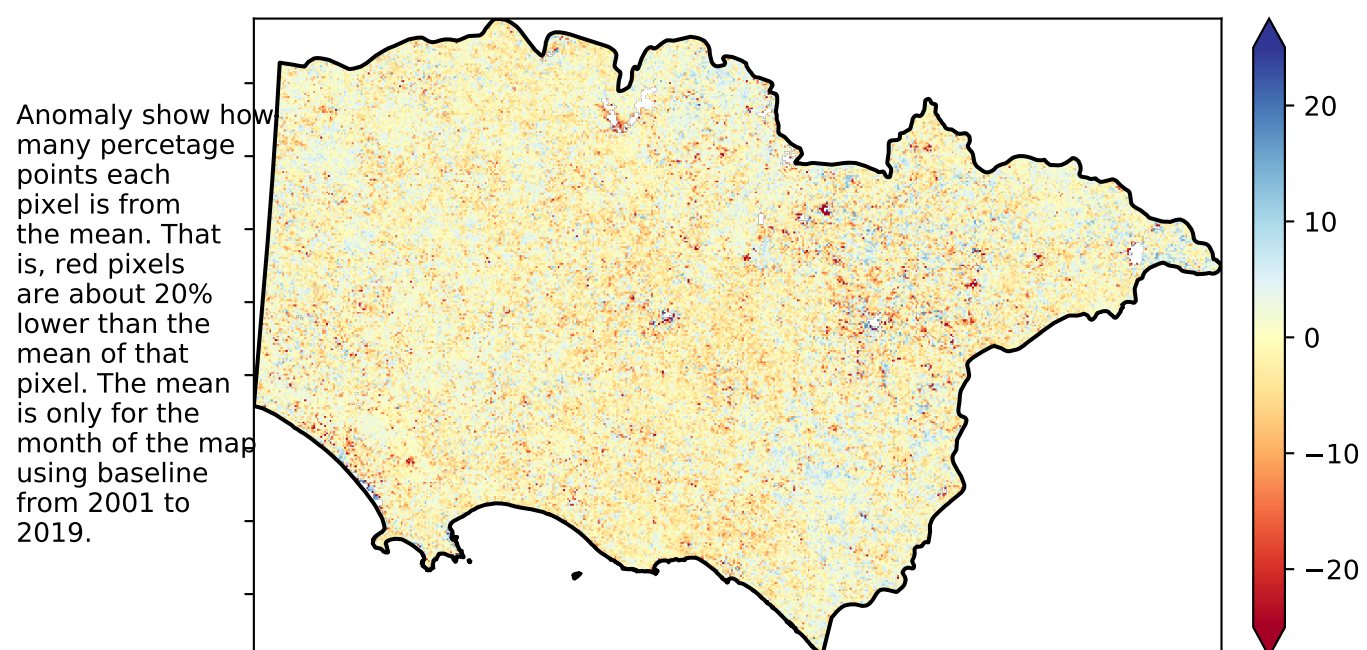 Anomaly show how
many percetage
points each
pixel is from
the mean. That
is, red pixels
are about 20%
lower than the
mean of that
pixel. The mean
is only for the
month of the map
using baseline
from 2001 to
2019.
20
10
0
−10
−20